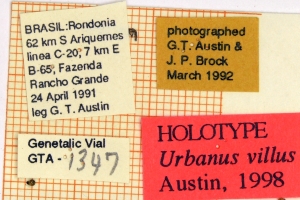 BRASIL: Rondonia
62 km S Ariquemes
linea C-20, 7 km E
B-65, Fazenda
Rancho Grande
24 April 1991
leg G. T. Austin
photographed
G.T. Austin &
J. P. Brock
March 1992
Genetalic Vial
GTA - 1347
HOLOTYPE
Urbanus villus
Austin, 1998